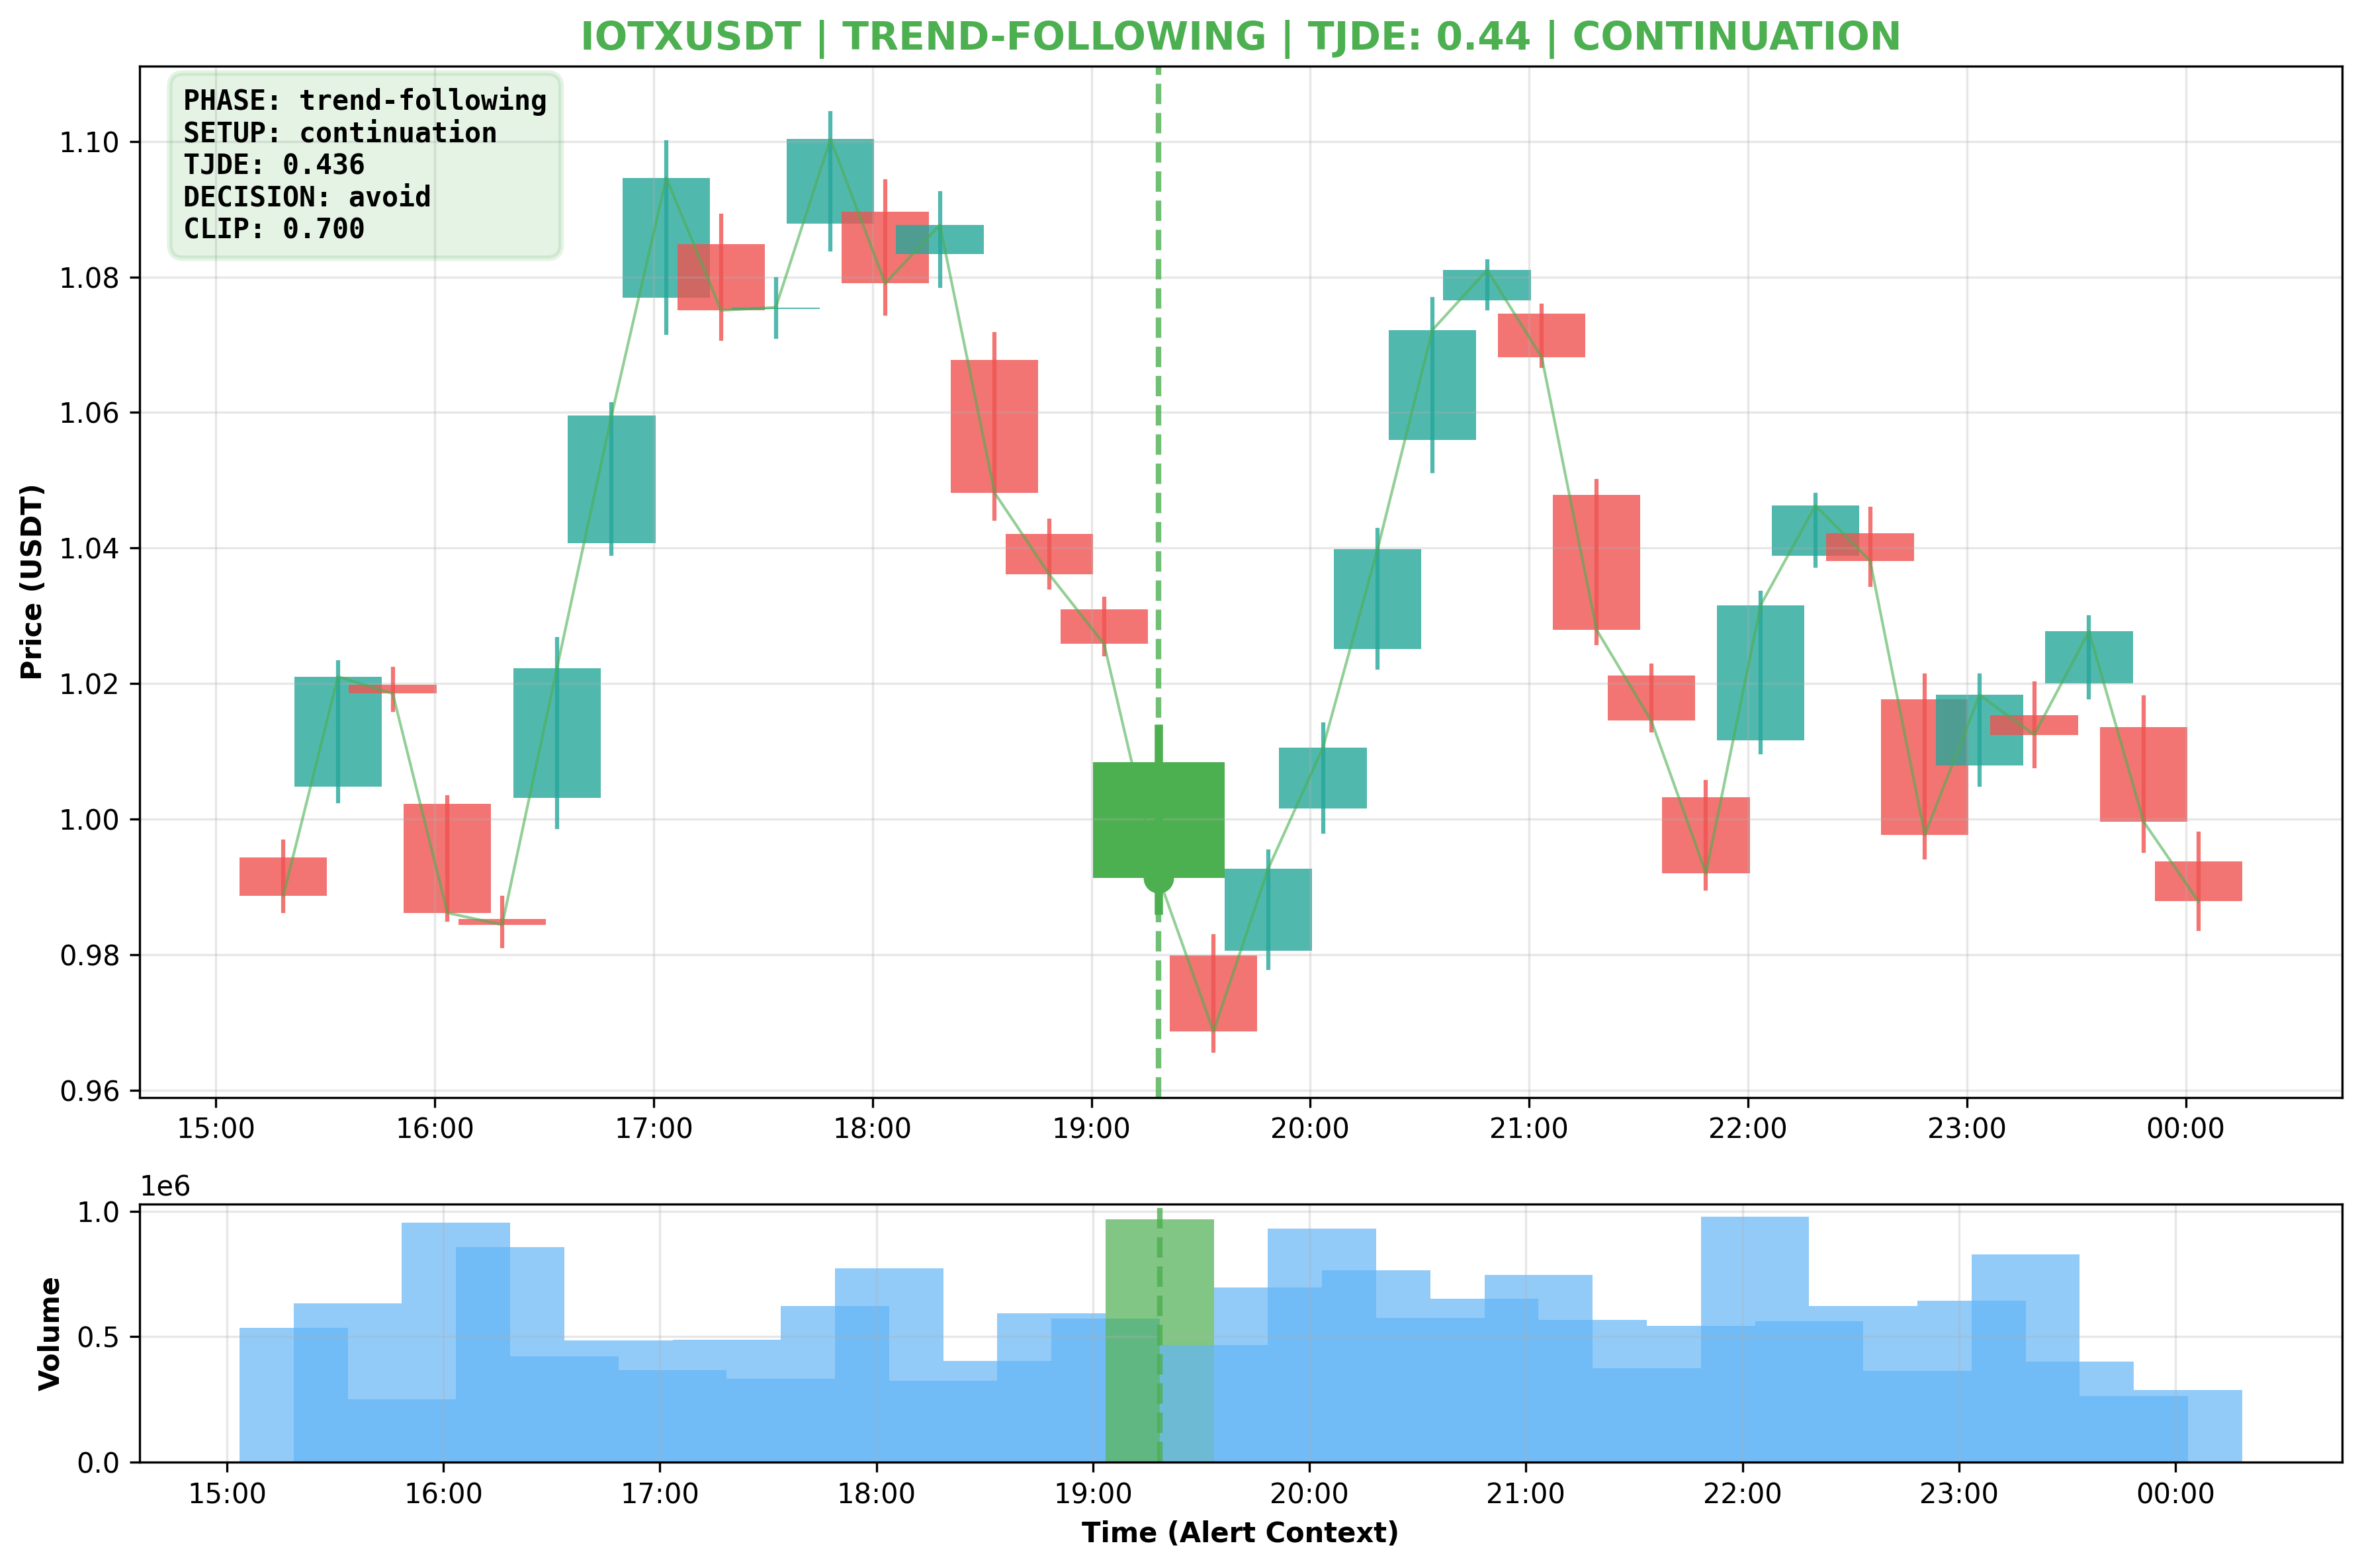 IOTXUSDT | TREND-FOLLOWING | TJDE: 0.44 | CONTINUATION
PHASE: trend-following
SETUP: continuation
TJDE: 0.436
DECISION: avoid
CLIP: 0.700
Price (USDT)
1.10
1.08
1.06
1.04
1.02
1.00
0.98
0.96
15:00 16:00 17:00 18:00 19:00 20:00 21:00 22:00 23:00 00:00
1e6
Volume
1.0
0.5
0.0
15:00 16:00 17:00 18:00 19:00 20:00 21:00 22:00 23:00 00:00
Time (Alert Context)